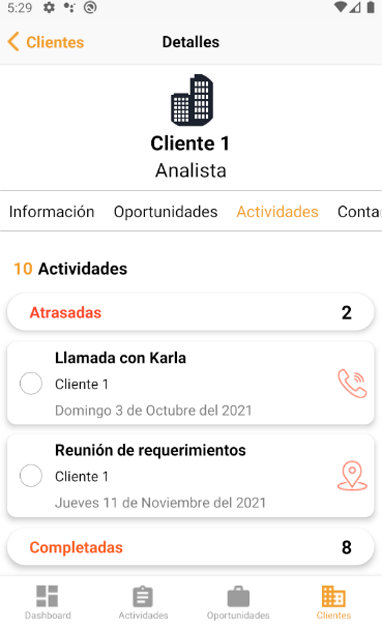 5:29
Clientes
Detalles
Cliente 1
Analista
Información Oportunidades Actividades Conta
10 Actividades
Atrasadas 2
Llamada con Karla
Cliente 1
Domingo 3 de Octubre del 2021
Reunión de requerimientos
Cliente 1
Jueves 11 de Noviembre del 2021
Completadas 8
Dashboard Actividades Oportunidades Clientes